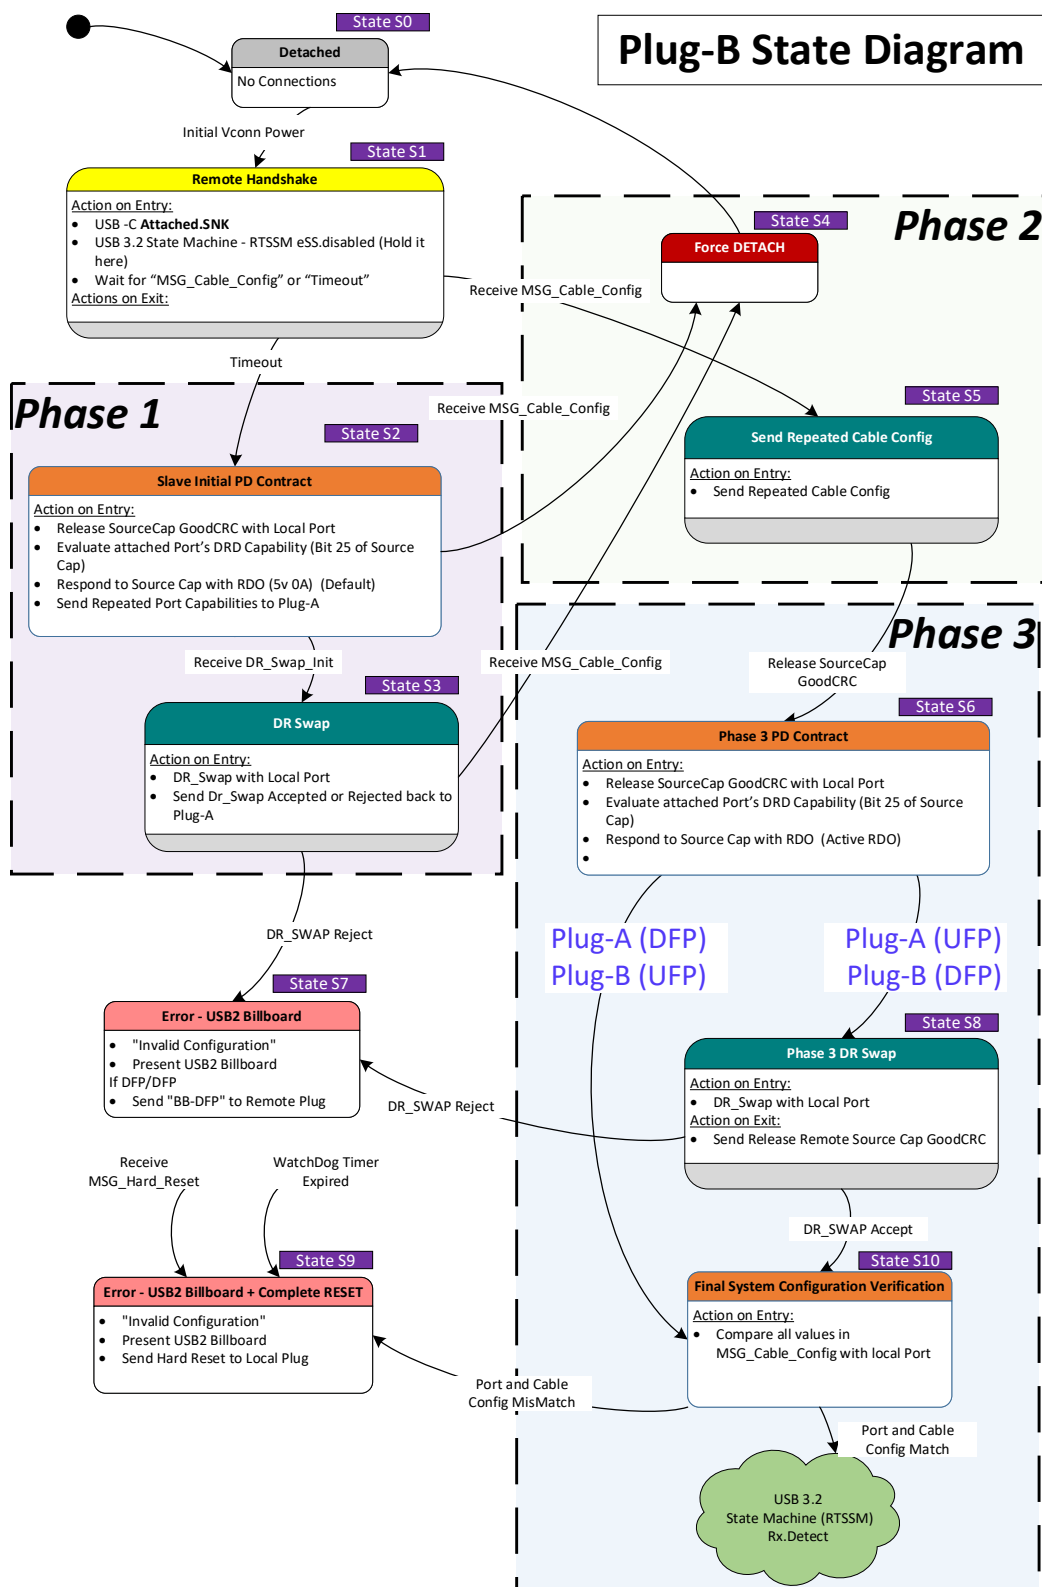 State S0
Plug-B State Diagram
Detached
No Connections
Initial Vconn Power
State S1
Remote Handshake
Action on Entry:
• USB -C Attached.SNK
• USB 3.2 State Machine - RTSSM eSS.disabled (Hold it
here)
• Wait for “MSG_Cable_Config” or “Timeout”
Actions on Exit:
Phase 2
State S4
Force DETACH
Receive MSG_Cable_Config
Timeout
Phase 1
Receive MSG_Cable_Config
State S2
Slave Initial PD Contract
Action on Entry:
• Release SourceCap GoodCRC with Local Port
• Evaluate attached Port’s DRD Capability (Bit 25 of Source
Cap)
• Respond to Source Cap with RDO (5v 0A) (Default)
• Send Repeated Port Capabilities to Plug-A
State S5
Send Repeated Cable Config
Action on Entry:
• Send Repeated Cable Config
Receive DR_Swap_Init
Receive MSG_Cable_Config
State S3
DR Swap
Action on Entry:
• DR_Swap with Local Port
• Send Dr_Swap Accepted or Rejected back to
Plug-A
Phase 3
Release SourceCap
GoodCRC
State S6
Phase 3 PD Contract
Action on Entry:
• Release SourceCap GoodCRC with Local Port
• Evaluate attached Port’s DRD Capability (Bit 25 of Source
Cap)
• Respond to Source Cap with RDO (Active RDO)
•
DR_SWAP Reject
Plug-A (DFP)
Plug-B (UFP)
Plug-A (UFP)
Plug-B (DFP)
State S7
Error - USB2 Billboard
• "Invalid Configuration"
• Present USB2 Billboard
If DFP/DFP
• Send "BB-DFP" to Remote Plug
State S8
Phase 3 DR Swap
Action on Entry:
• DR_Swap with Local Port
Action on Exit:
• Send Release Remote Source Cap GoodCRC
DR_SWAP Reject
Receive
MSG_Hard_Reset
WatchDog Timer
Expired
DR_SWAP Accept
State S9
Error - USB2 Billboard + Complete RESET
• "Invalid Configuration"
• Present USB2 Billboard
• Send Hard Reset to Local Plug
State S10
Final System Configuration Verification
Action on Entry:
• Compare all values in
MSG_Cable_Config with local Port
Port and Cable
Config MisMatch
Port and Cable
Config Match
USB 3.2
State Machine (RTSSM)
Rx.Detect